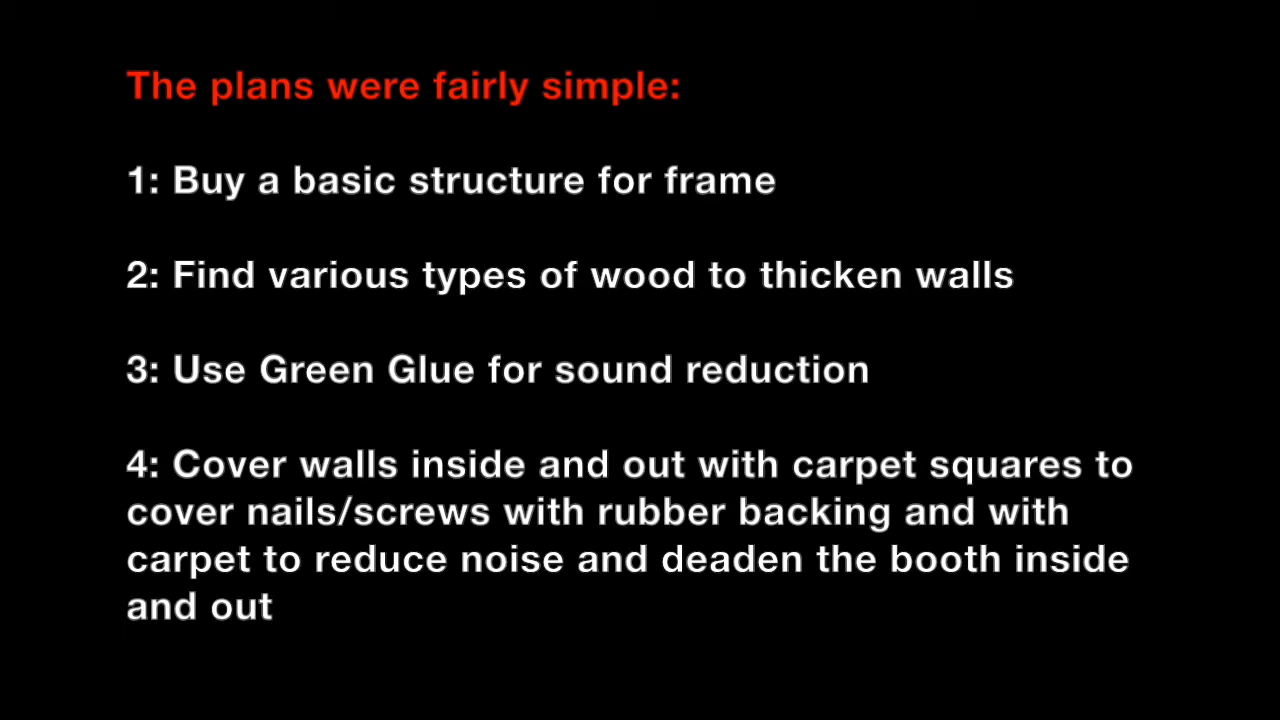 The plans were fairly simple:
1: Buy a basic structure for frame
2: Find various types of wood to thicken walls
3: Use Green Glue for sound reduction
4: Cover walls inside and out with carpet squares to
cover nails/screws with rubber backing and with
carpet to reduce noise and deaden the booth inside
and out